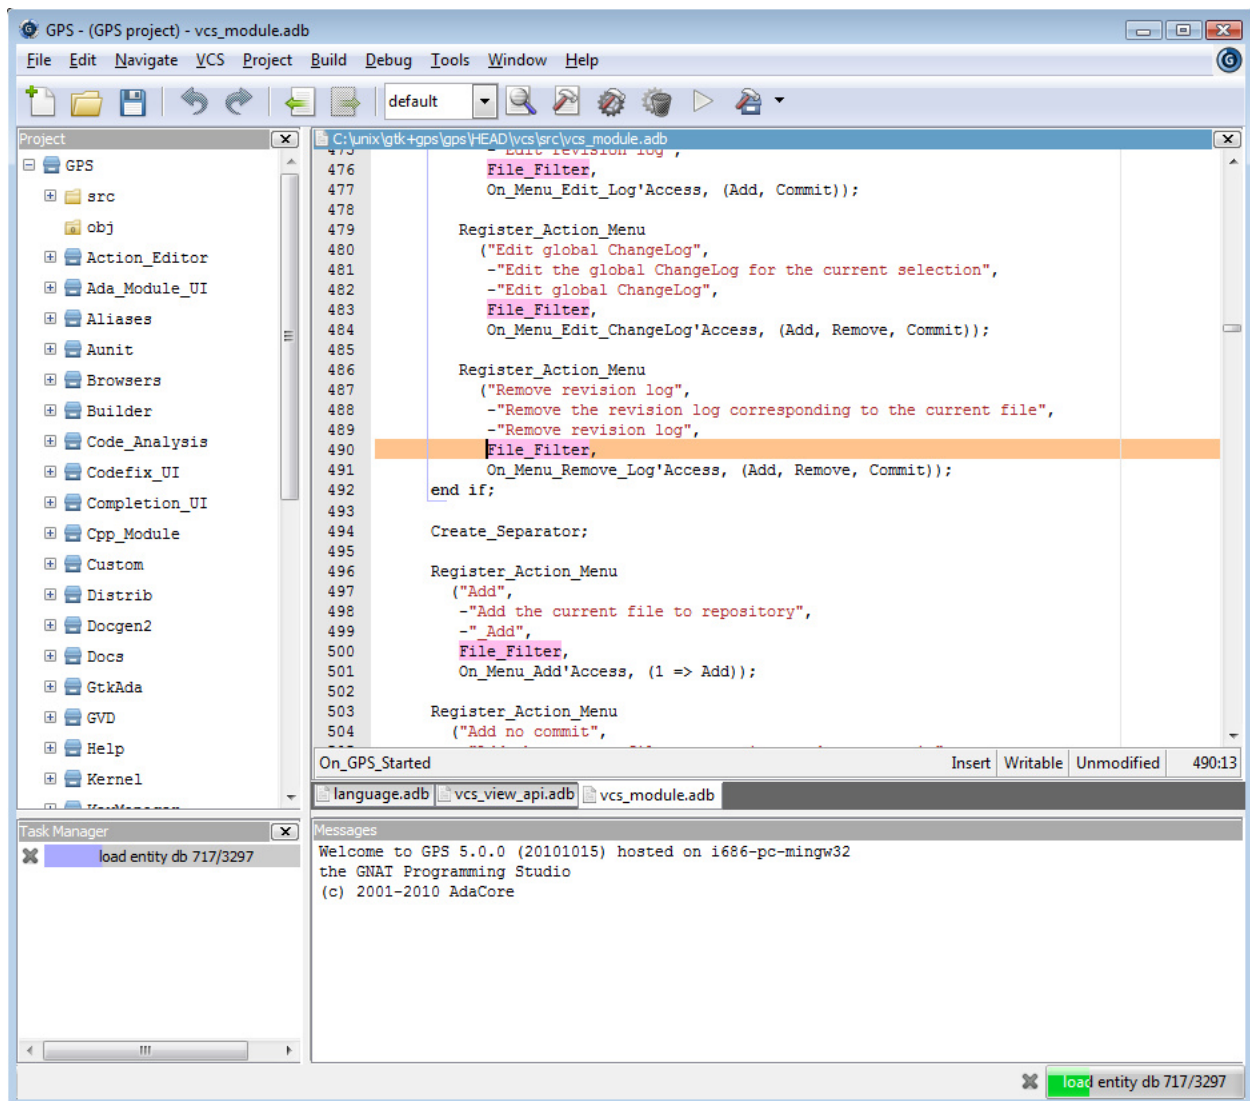 GPS - (GPS project) - vcs_module.adb
File Edit Navigate VCS Project Build Debug Tools Window Help
default
Project
GPS
src
obj
Action_Editor
Ada_Module_UI
Aliases
Aunit
Browsers
Builder
Code_Analysis
Codefix_UI
Completion_UI
Cpp_Module
Custom
Distrib
Docgen2
Docs
GtkAda
GVD
Help
Kernel
C:\unix\gtk+gps\gps\HEAD\vcs\src\vcs_module.adb
475 -"Edit revision log",
476 File_Filter,
477 On_Menu_Edit_Log'Access, (Add, Commit));
478
479 Register_Action_Menu
480 ("Edit global ChangeLog",
481 -"Edit the global ChangeLog for the current selection",
482 -"Edit global ChangeLog",
483 File_Filter,
484 On_Menu_Edit_ChangeLog'Access, (Add, Remove, Commit));
485
486 Register_Action_Menu
487 ("Remove revision log",
488 -"Remove the revision log corresponding to the current file",
489 -"Remove revision log",
490 File_Filter,
491 On_Menu_Remove_Log'Access, (Add, Remove, Commit));
492 end if;
493
494 Create_Separator;
495
496 Register_Action_Menu
497 ("Add",
498 -"Add the current file to repository",
499 -"_Add",
500 File_Filter,
501 On_Menu_Add'Access, (1 => Add));
502
503 Register_Action_Menu
504 ("Add no commit",
On_GPS_Started Insert Writable Unmodified 490:13
language.adb vcs_view_api.adb vcs_module.adb
Task Manager
load entity db 717/3297
Messages
Welcome to GPS 5.0.0 (20101015) hosted on i686-pc-mingw32
the GNAT Programming Studio
(c) 2001-2010 AdaCore
load entity db 717/3297